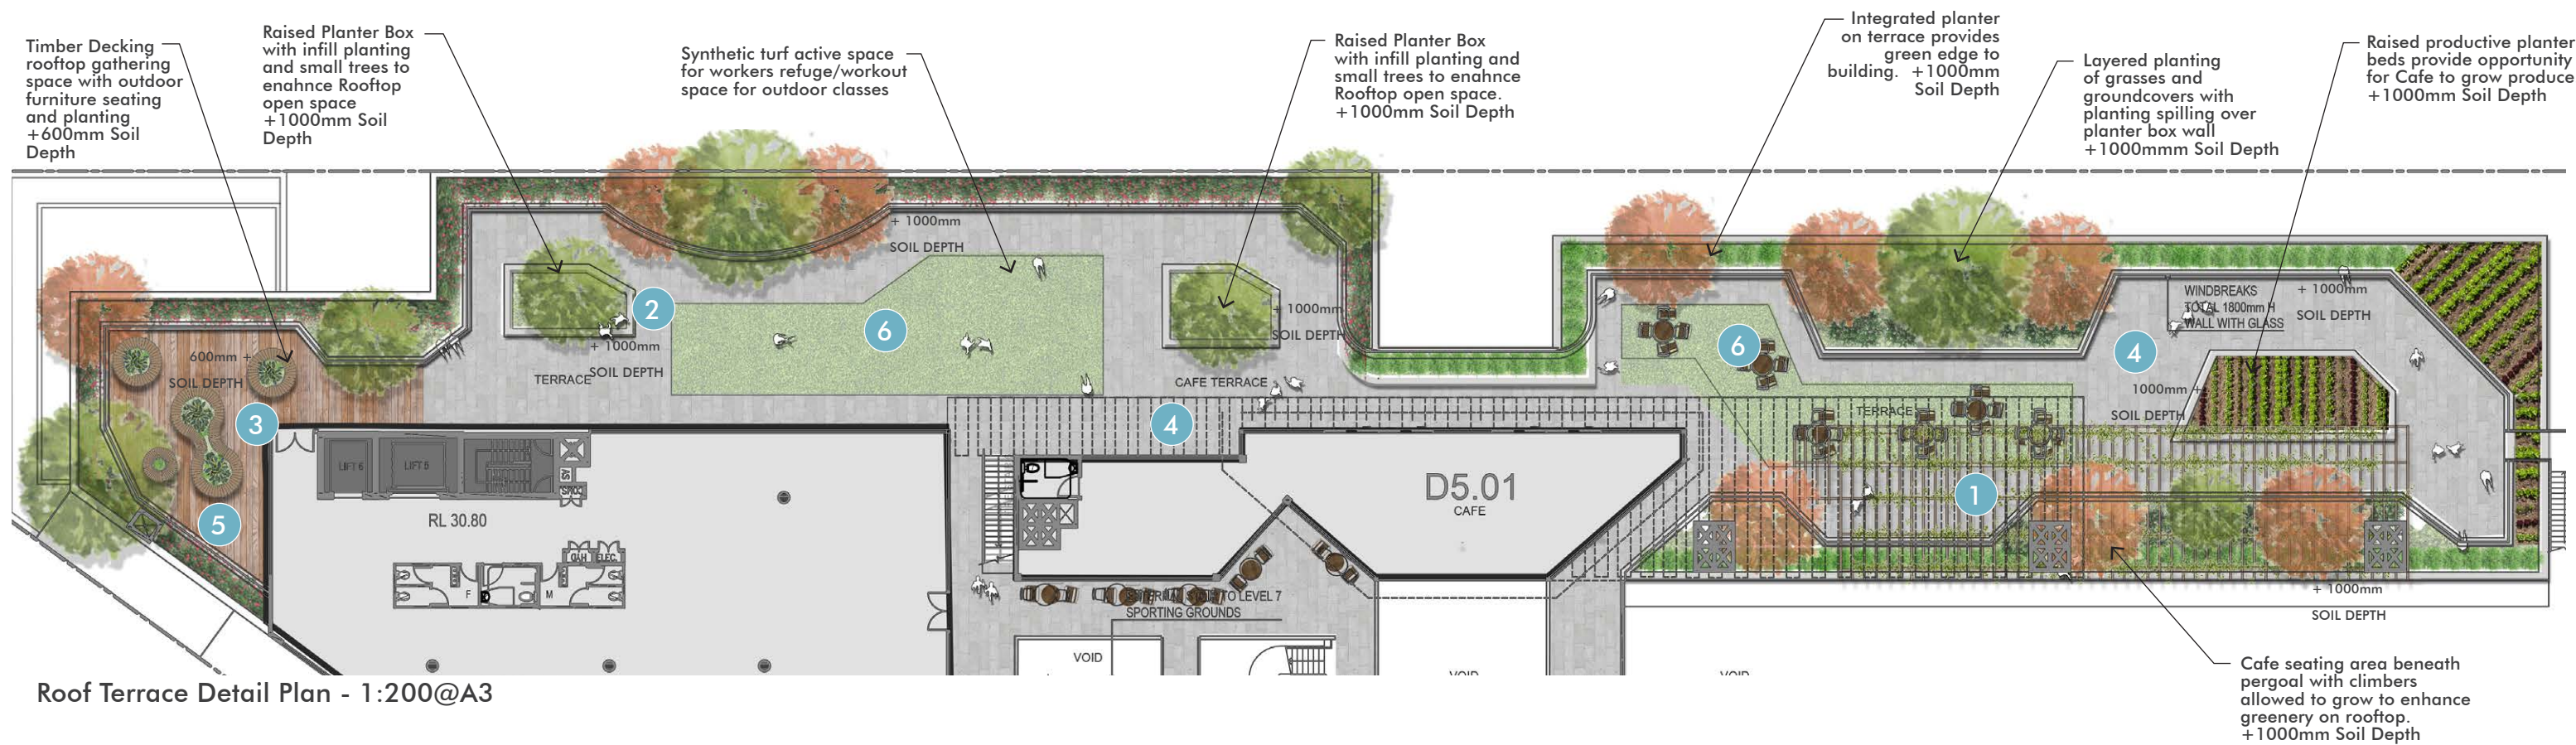 Timber Decking
rooftop gathering
space with outdoor
furniture seating
and planting
+600mm Soil
Depth
Raised Planter Box
with infill planting
and small trees to
enahnce Rooftop
open space
+1000mm Soil
Depth
Synthetic turf active space
for workers refuge/workout
space for outdoor classes
Raised Planter Box
with infill planting and
small trees to enahnce
Rooftop open space.
+1000mm Soil Depth
Integrated planter
on terrace provides
green edge to
building. +1000mm
Soil Depth
Layered planting
of grasses and
groundcovers with
planting spilling over
planter box wall
+1000mmm Soil Depth
Raised productive planter
beds provide opportunity
for Cafe to grow produce
+1000mm Soil Depth
+ 1000mm
SOIL DEPTH
2
6
+ 1000mm
SOIL DEPTH
+ 1000mm
SOIL DEPTH
TERRACE
CAFE TERRACE
600mm +
SOIL DEPTH
3
5
4
6
WINDBREAKS
TOTAL 1800mm H
WALL WITH GLASS
+ 1000mm
SOIL DEPTH
4
1000mm +
SOIL DEPTH
TERRACE
1
LIFT 6
LIFT 5
RL 30.80
F
M
ELEC.
D5.01
CAFE
TO LEVEL 7
SPORTING GROUNDS
VOID
VOID
VOID
+ 1000mm
SOIL DEPTH
Cafe seating area beneath
pergoal with climbers
allowed to grow to enhance
greenery on rooftop.
+1000mm Soil Depth
Roof Terrace Detail Plan - 1:200@A3